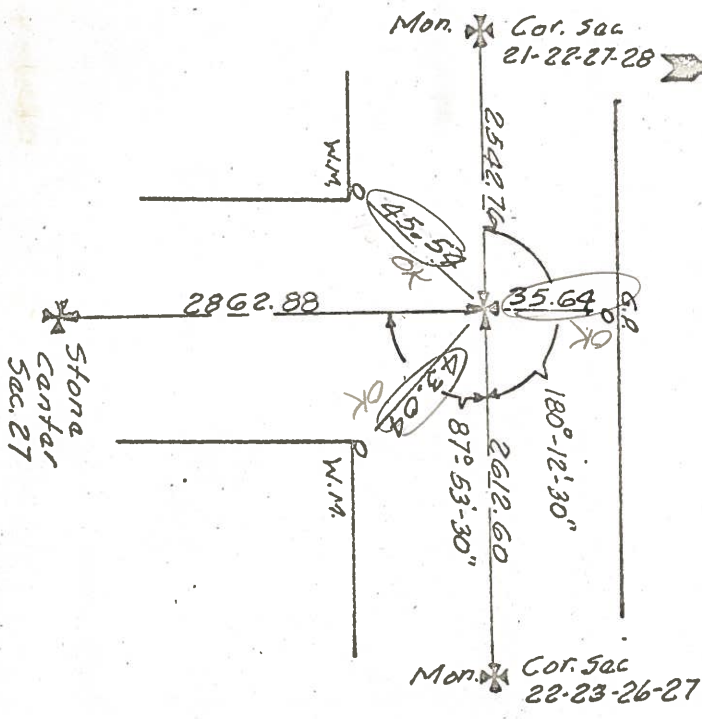 Mon.
Cor. Sec
21-22-27-28
2542.76
W.M.
45.54
OK
2862.88
35.64
G.P.
OK
43.04
OK
180°-12'-30"
87°-53'-30"
2612.60
Stone
Center
Sec. 27
W.M.
Mon.
Cor. Sec
22-23-26-27